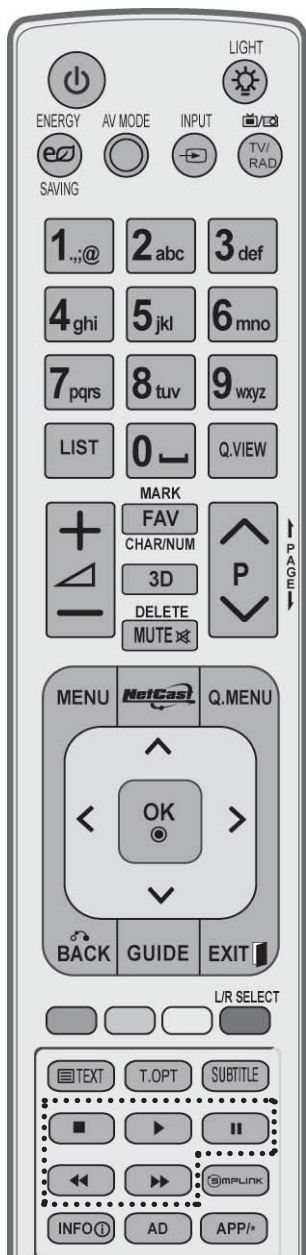 LIGHT
ENERGY AV MODE INPUT
TV/
RAD
SAVING
1.,;@ 2abc 3def
4ghi 5jkl 6mno
7pqrs 8tuv 9wxyz
LIST 0 Q.VIEW
MARK
FAV
CHAR/NUM
P
PAGE
3D
DELETE
MUTE
MENU NetCast Q.MENU
OK
BACK GUIDE EXIT
L/R SELECT
TEXT T.OPT SUBTITLE
SIMPLINK
INFO i AD APP/*